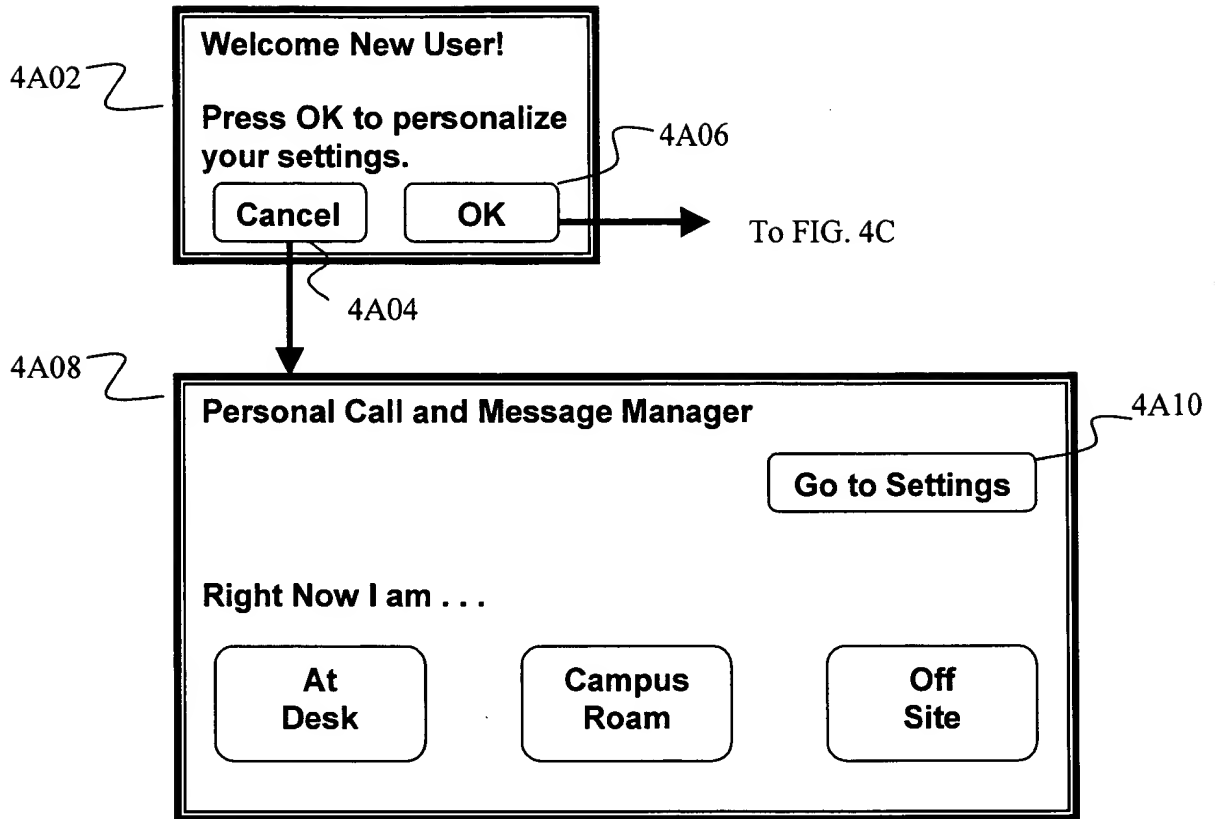 Welcome New User!
4A02
Press OK to personalize
your settings.
4A06
Cancel
OK
To FIG. 4C
4A04
4A08
Personal Call and Message Manager
4A10
Go to Settings
Right Now I am . . .
At
Desk
Campus
Roam
Off
Site